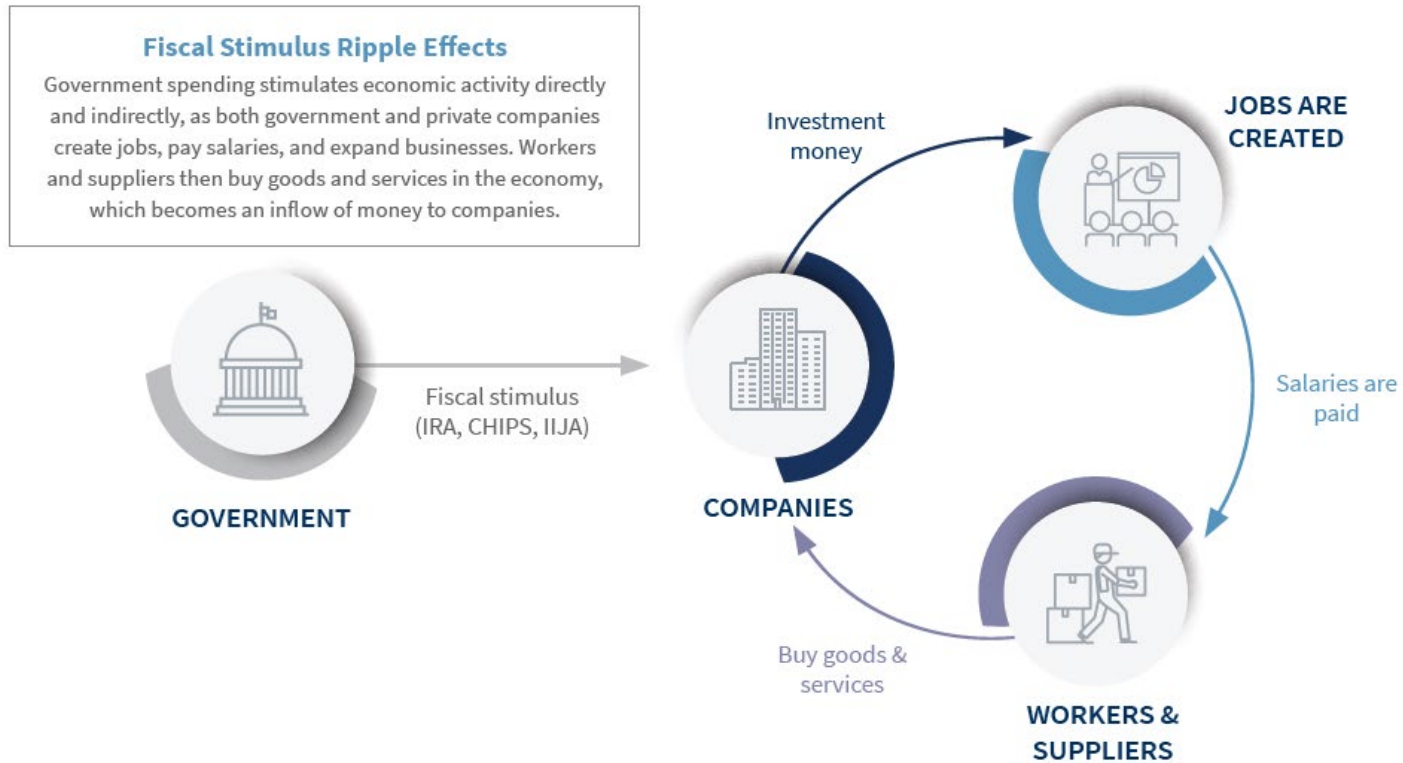 Fiscal Stimulus Ripple Effects
Government spending stimulates economic activity directly
and indirectly, as both government and private companies
create jobs, pay salaries, and expand businesses. Workers
and suppliers then buy goods and services in the economy,
which becomes an inflow of money to companies.
GOVERNMENT
Fiscal stimulus
(IRA, CHIPS, IIJA)
COMPANIES
Investment
money
JOBS ARE
CREATED
Salaries are
paid
WORKERS &
SUPPLIERS
Buy goods &
services